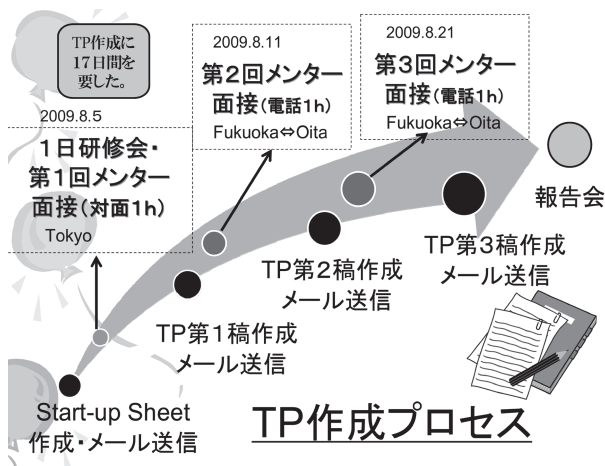 TP作成に
17日間を
要した。
2009.8.5
1日研修会・
第1回メンター
面接(対面1h)
Tokyo
2009.8.11
第2回メンター
面接(電話1h)
Fukuoka⇔Oita
2009.8.21
第3回メンター
面接(電話1h)
Fukuoka⇔Oita
報告会
TP第3稿作成
メール送信
TP第2稿作成
メール送信
TP第1稿作成
メール送信
Start-up Sheet
作成・メール送信
TP作成プロセス